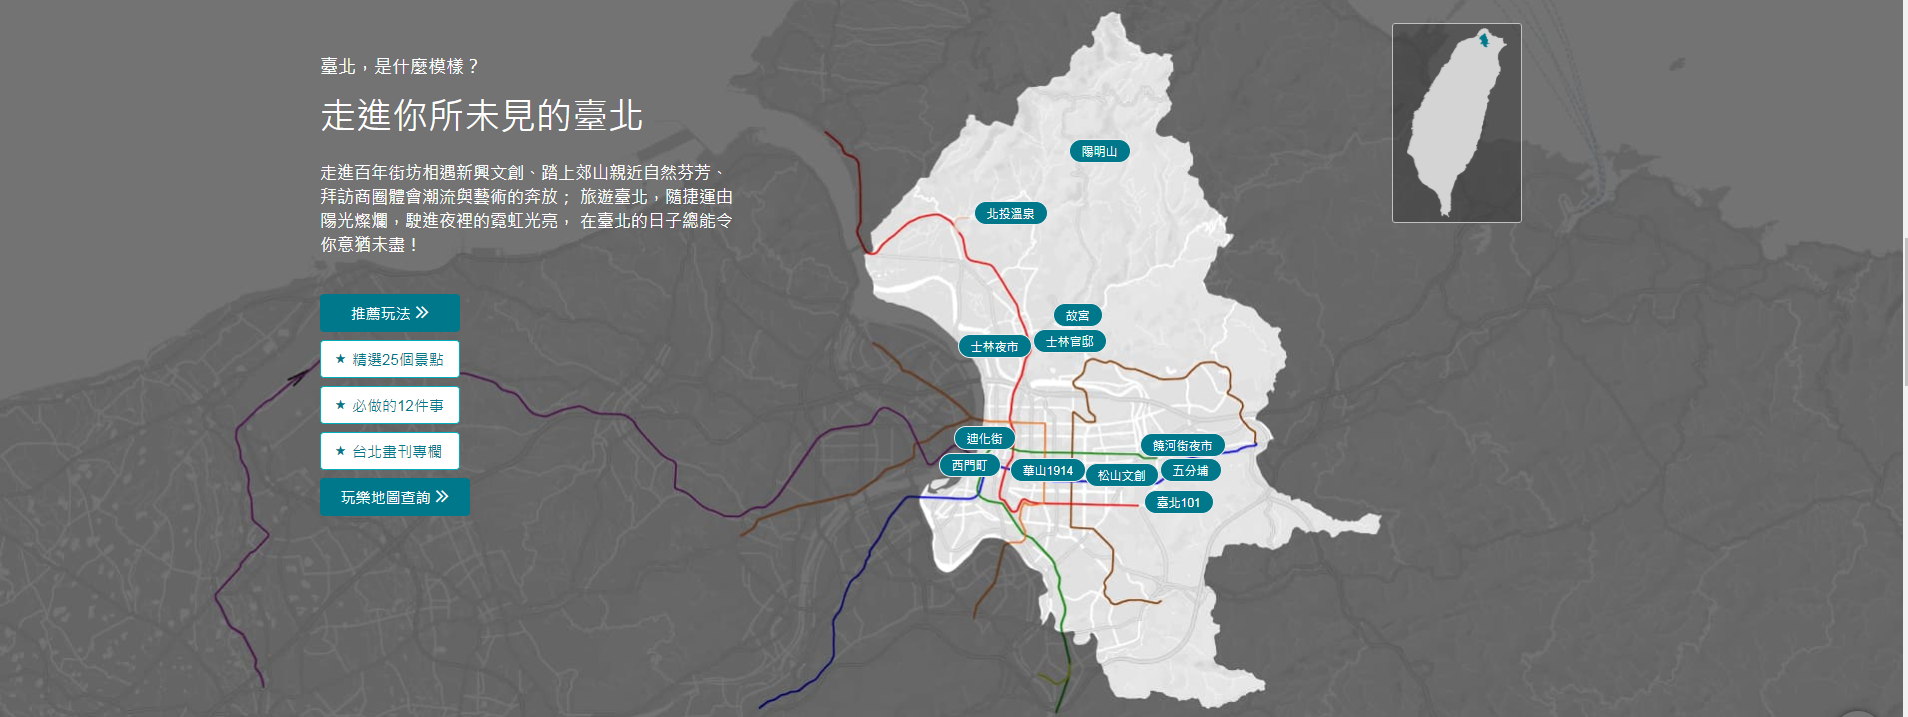 臺北，是什麼模樣？
走進你所未見的臺北
走進百年街坊相遇新興文創、踏上郊山親近自然芬芳、
拜訪商圈體會潮流與藝術的奔放； 旅遊臺北，隨捷運由
陽光燦爛，駛進夜裡的霓虹光亮， 在臺北的日子總能令
你意猶未盡！
推薦玩法
精選25個景點
必做的12件事
台北畫刊專欄
玩樂地圖查詢
陽明山
北投溫泉
故宮
士林官邸
士林夜市
迪化街
饒河街夜市
西門町
華山1914
松山文創
五分埔
臺北101